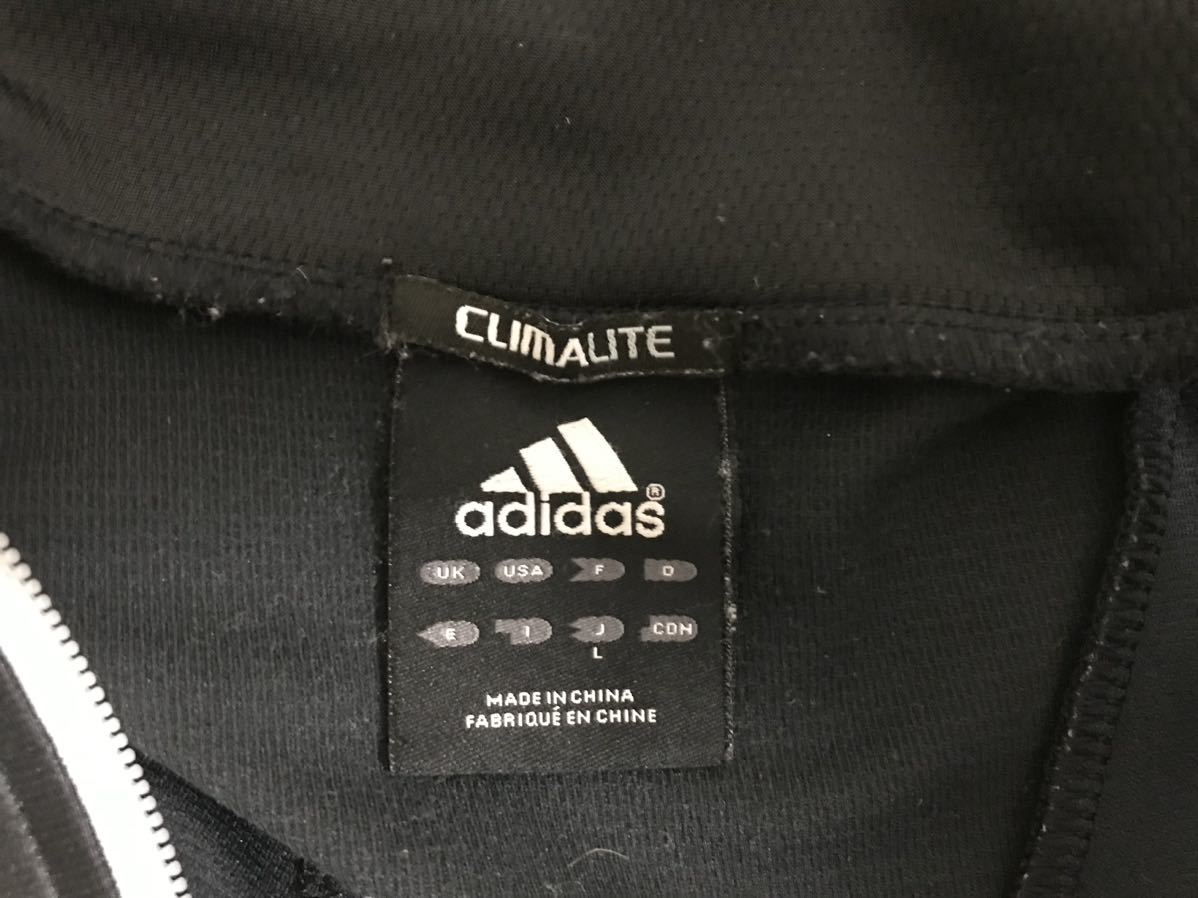 CLIMALITE
adidas®
UK USA F D
E I J CDN
L
MADE IN CHINA
FABRIQUÉ EN CHINE